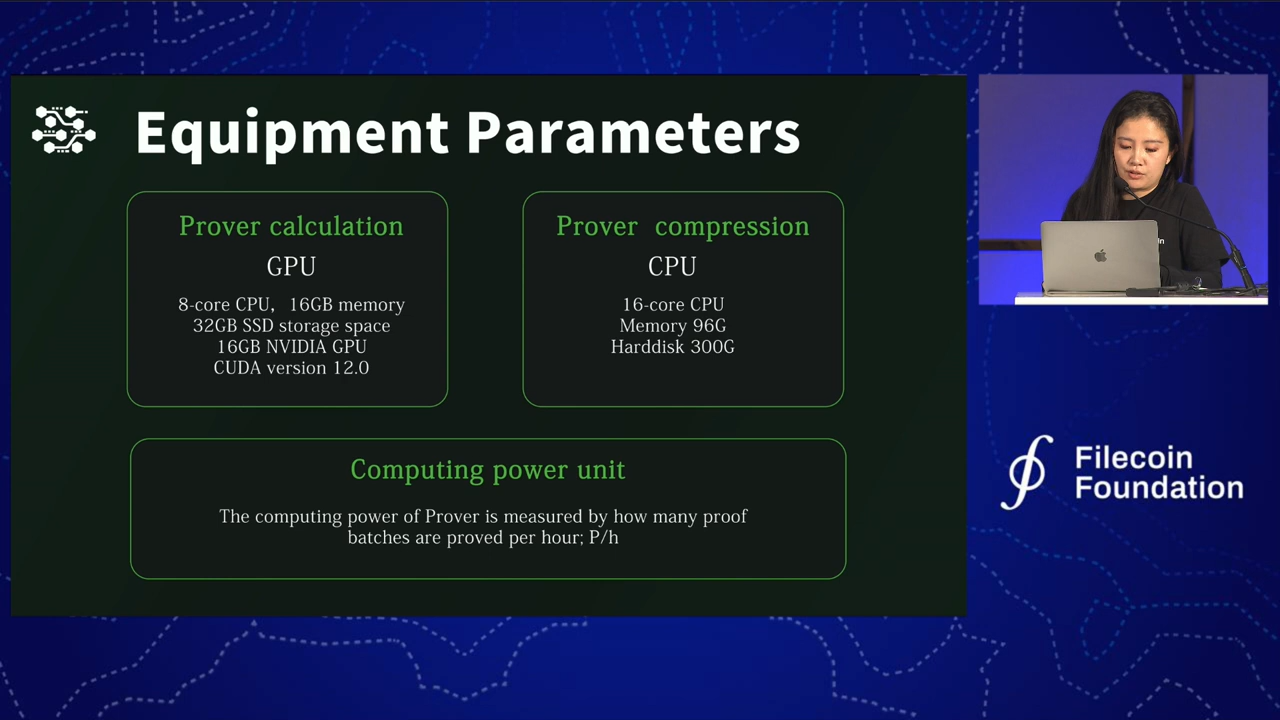 Equipment Parameters
Prover calculation
GPU
8-core CPU, 16GB memory
32GB SSD storage space
16GB NVIDIA GPU
CUDA version 12.0
Prover compression
CPU
16-core CPU
Memory 96G
Harddisk 300G
Computing power unit
The computing power of Prover is measured by how many proof
batches are proved per hour; P/h
Filecoin
Foundation